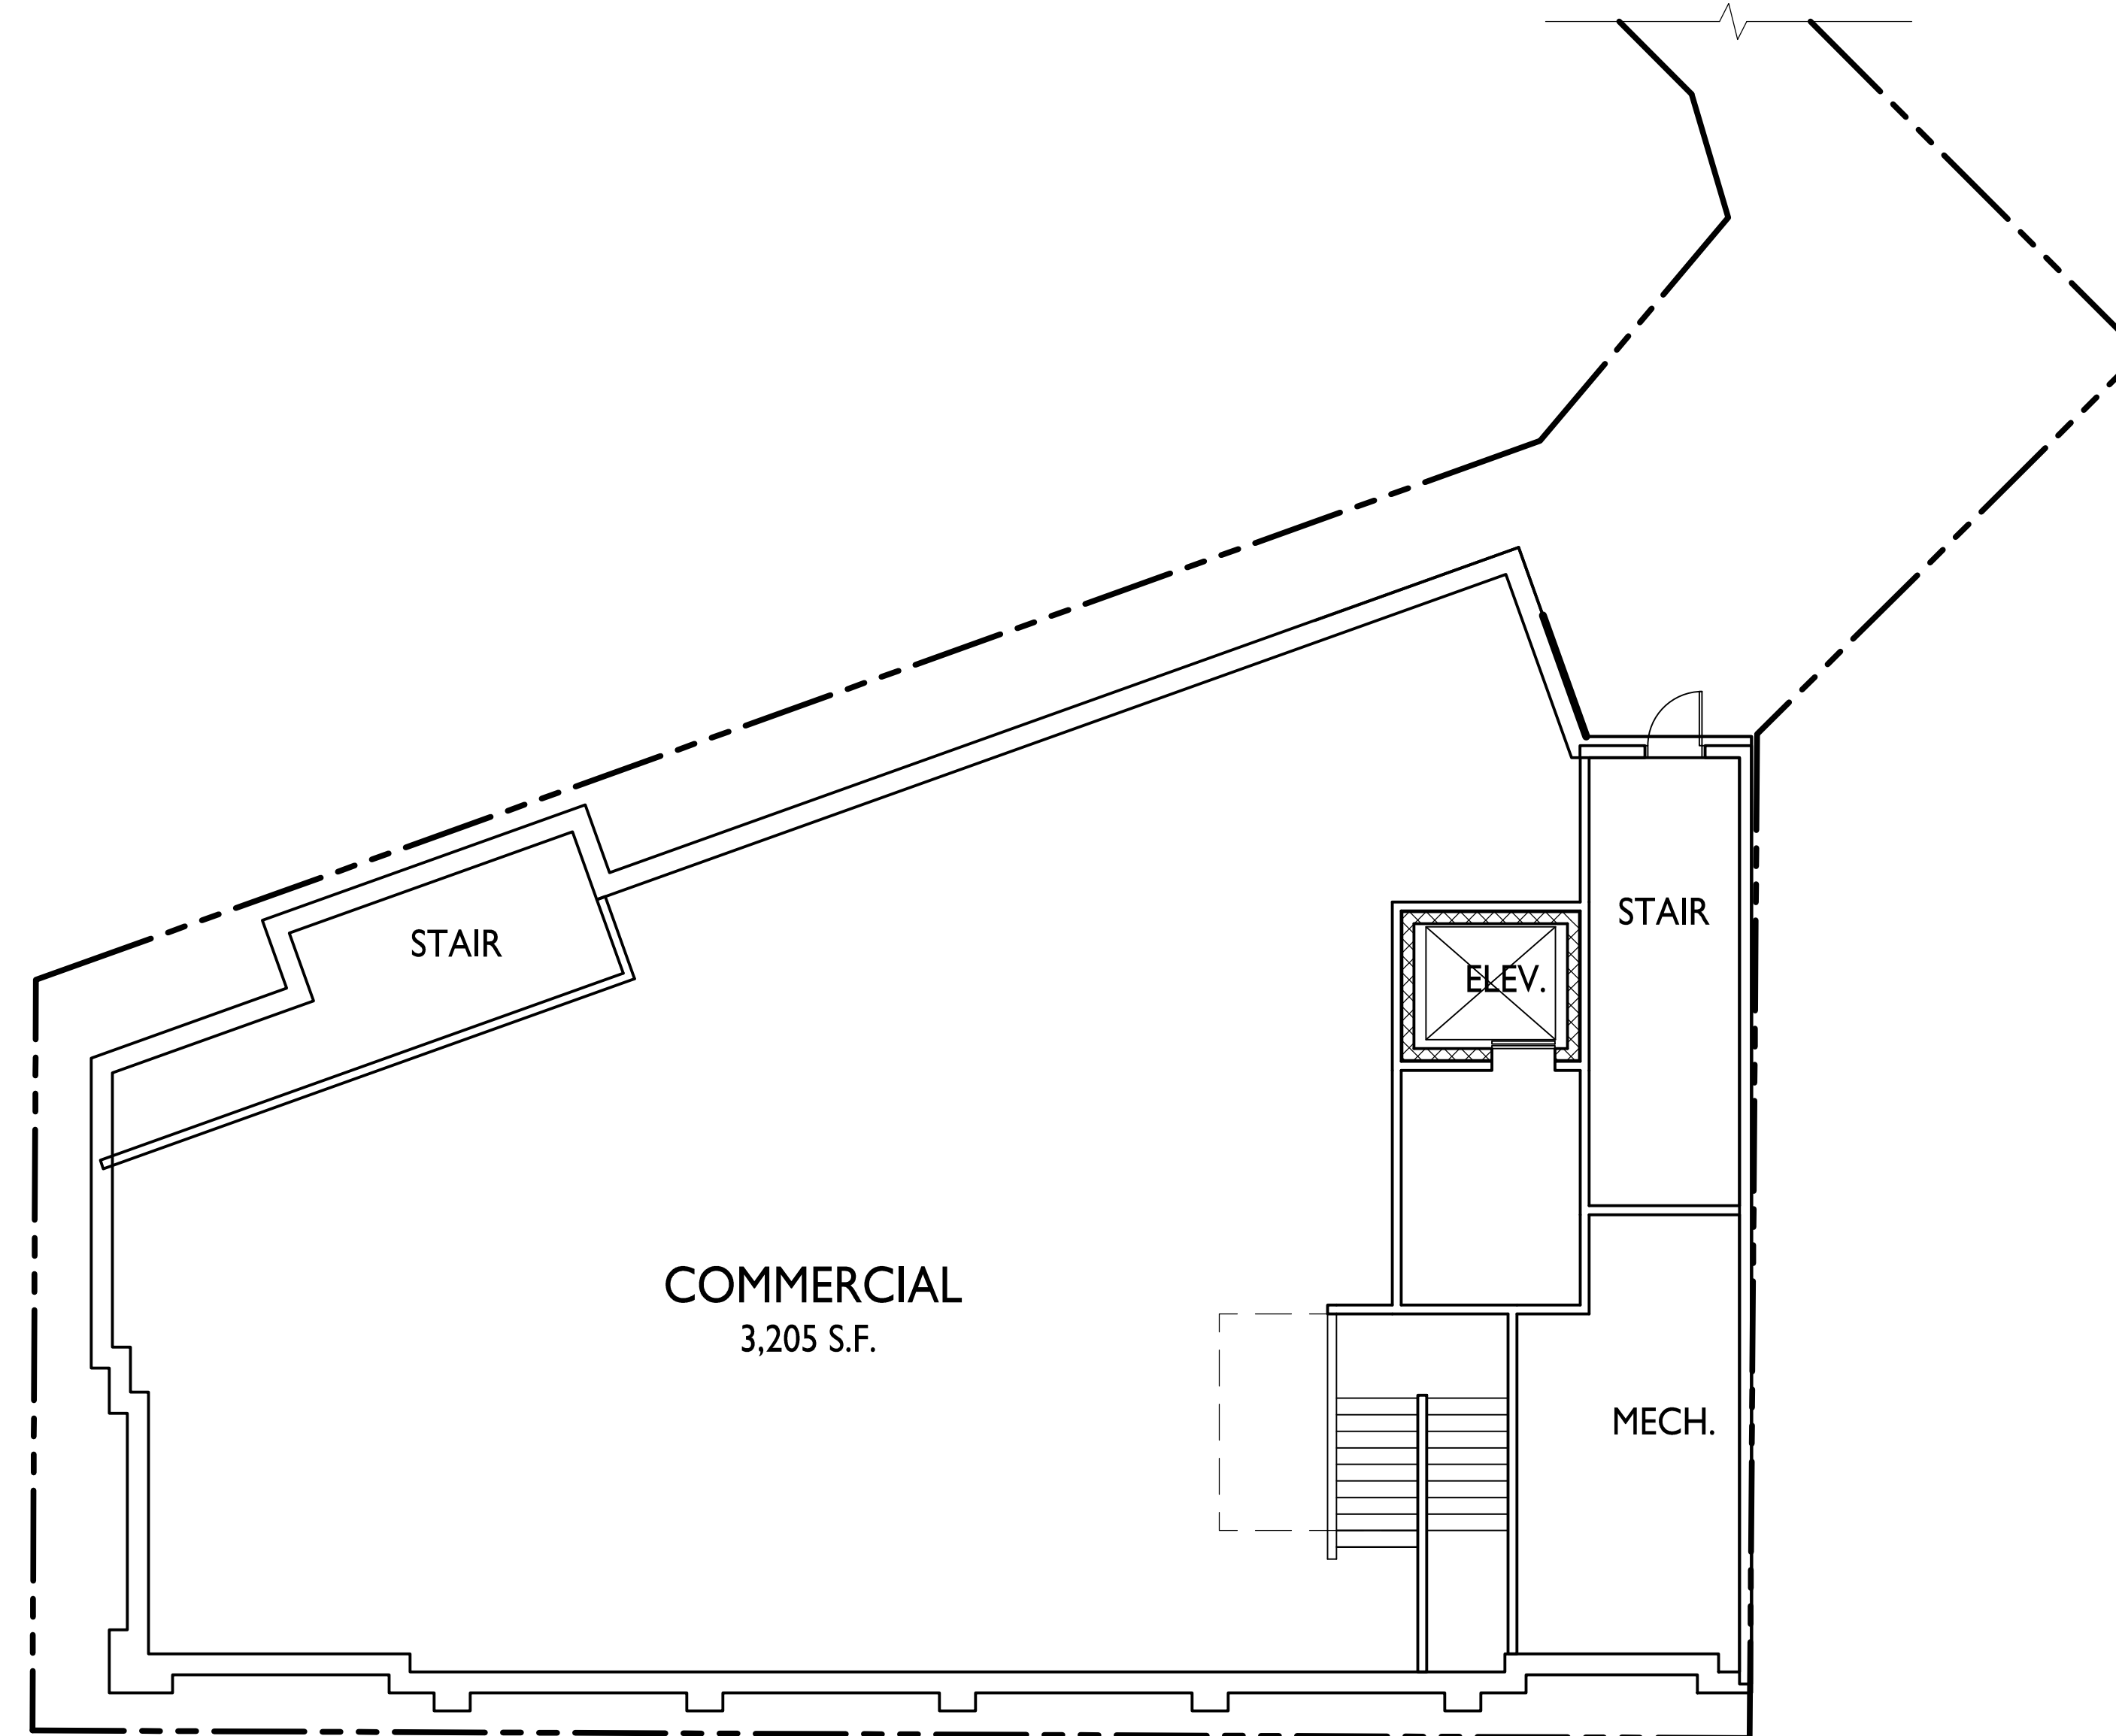 STAIR
STAIR
ELEV.
COMMERCIAL
3,205 S.F.
MECH.